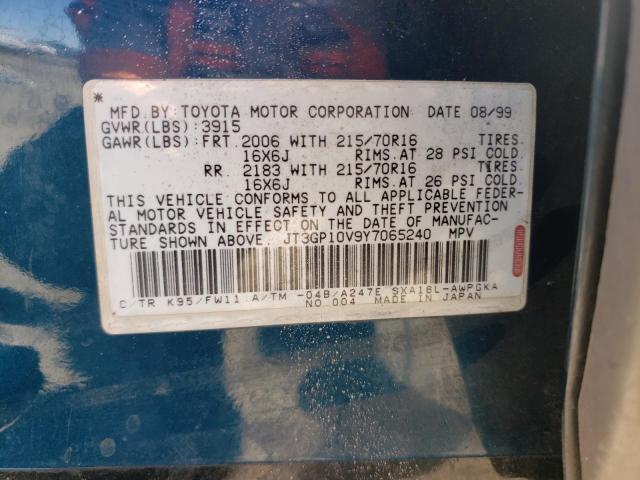 *
MFD.BY:TOYOTA MOTOR CORPORATION DATE 08/99
GVWR(LBS):3915
GAWR(LBS):FRT.2006 WITH 215/70R16 TIRES
16X6J RIMS.AT 28 PSI COLD.
RR. 2183 WITH 215/70R16 TIRES
16X6J RIMS.AT 26 PSI COLD.
THIS VEHICLE CONFORMS TO ALL APPLICABLE FEDER-
AL MOTOR VEHICLE SAFETY AND THEFT PREVENTION
STANDARDS IN EFFECT ON THE DATE OF MANUFAC-
TURE SHOWN ABOVE. JT3GP10V9Y7065240 MPV
C/TR K95/FW11 A/TM -04B/A247E SXA16L-AWPGKA
NO.004 MADE IN JAPAN